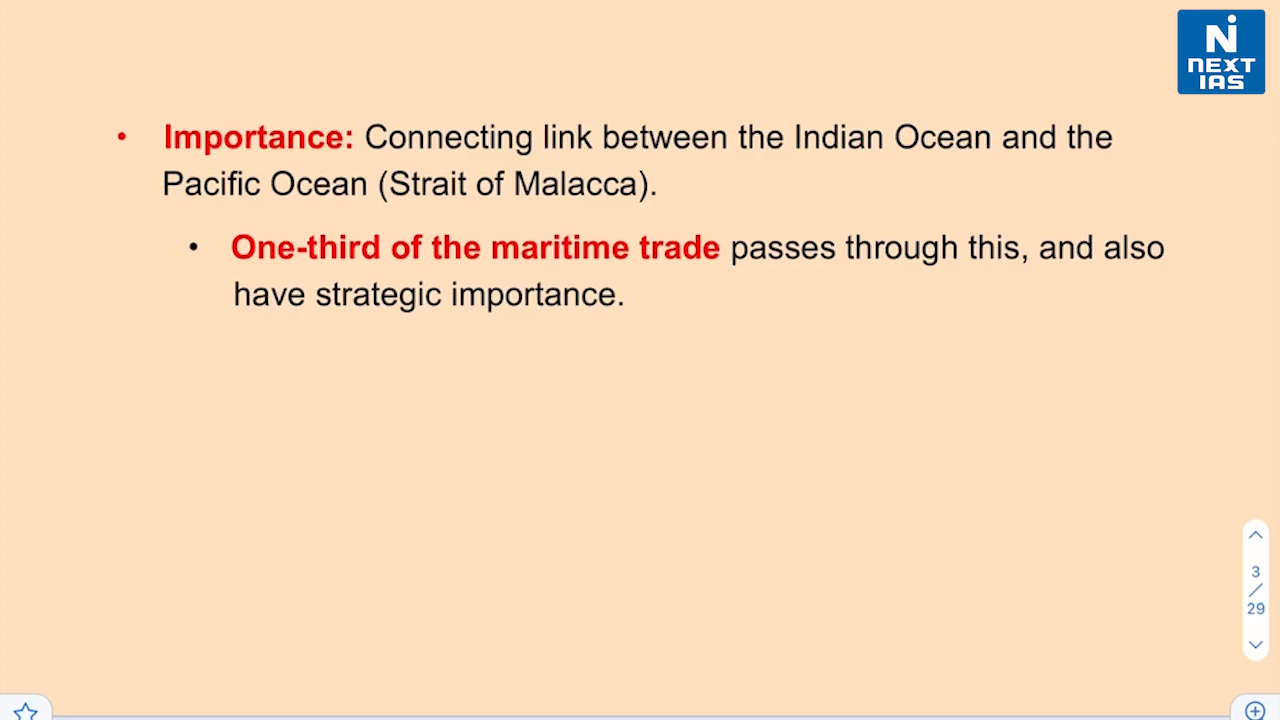 NEXT
IAS
• Importance: Connecting link between the Indian Ocean and the
Pacific Ocean (Strait of Malacca).
• One-third of the maritime trade passes through this, and also
have strategic importance.
3
/
29